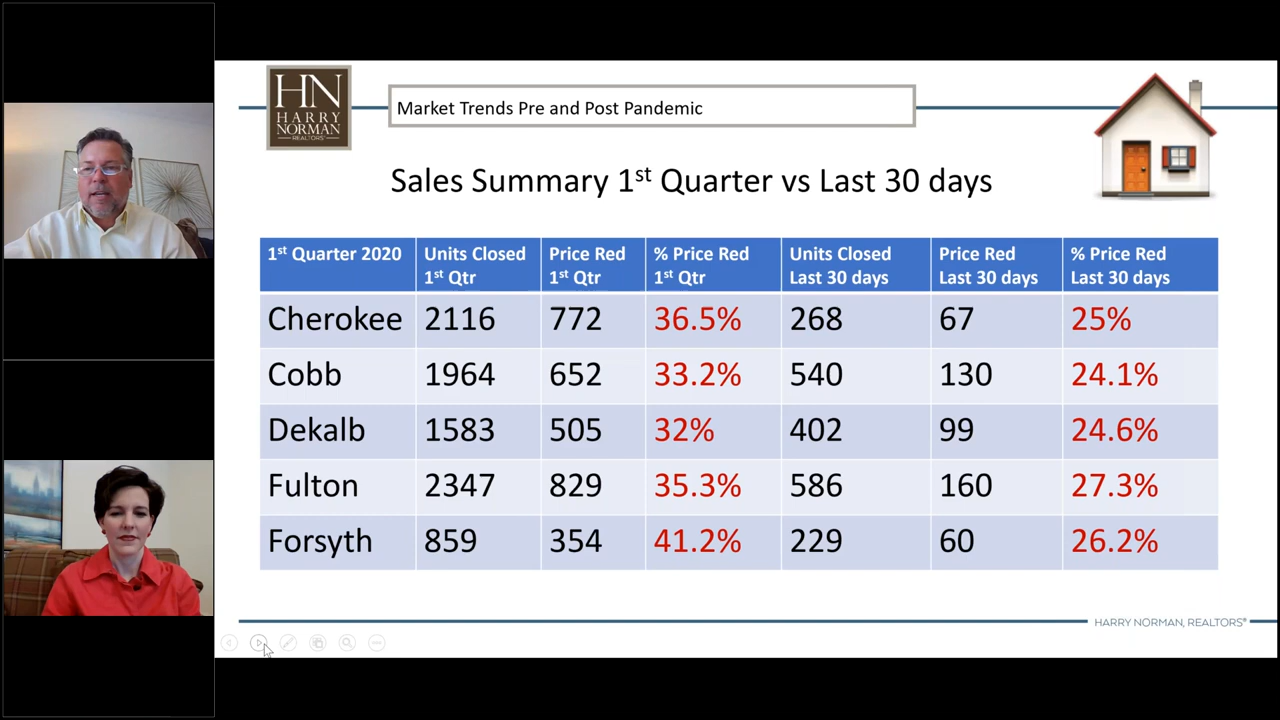 HN
HARRY
NORMAN
REALTORS®
Market Trends Pre and Post Pandemic
Sales Summary 1st Quarter vs Last 30 days
1st Quarter 2020 Units Closed 1st Qtr Price Red 1st Qtr % Price Red 1st Qtr Units Closed Last 30 days Price Red Last 30 days % Price Red Last 30 days
Cherokee 2116 772 36.5% 268 67 25%
Cobb 1964 652 33.2% 540 130 24.1%
Dekalb 1583 505 32% 402 99 24.6%
Fulton 2347 829 35.3% 586 160 27.3%
Forsyth 859 354 41.2% 229 60 26.2%
HARRY NORMAN, REALTORS®